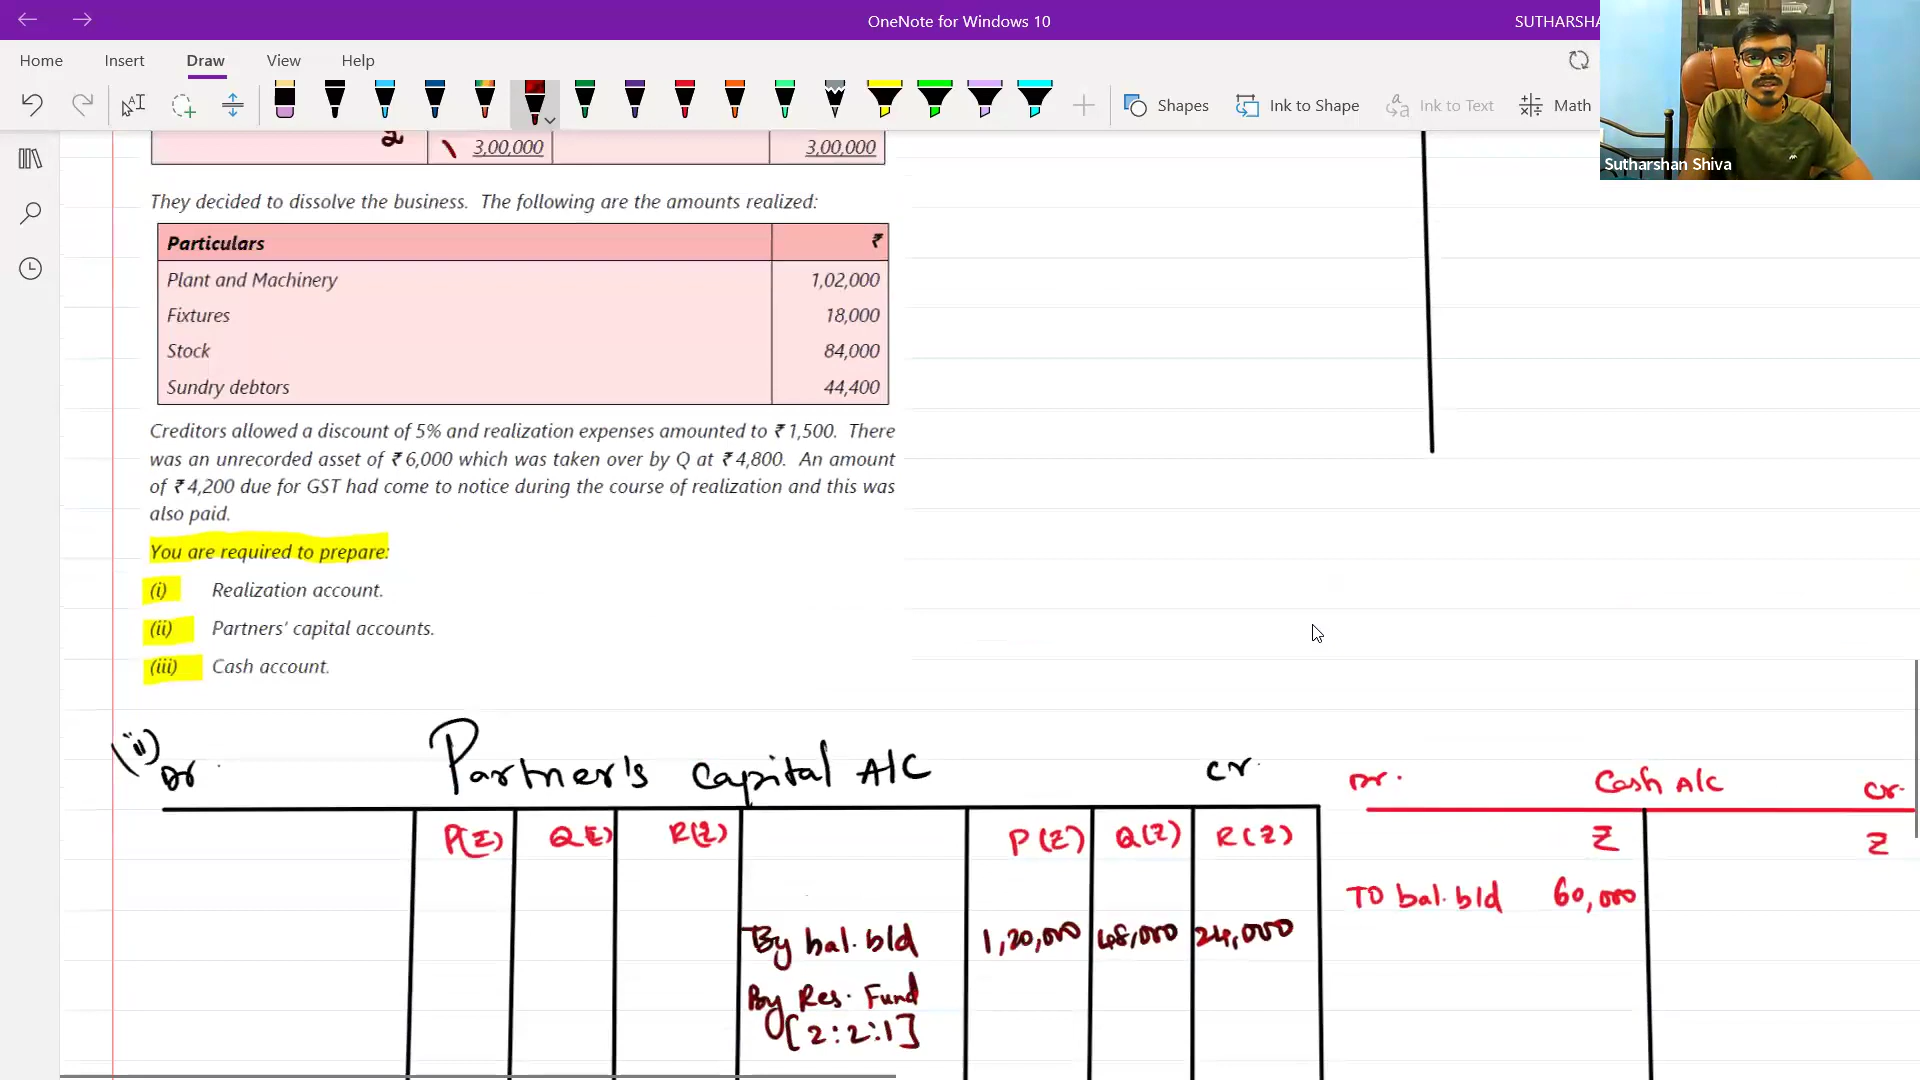 OneNote for Windows 10
SUTHARSHA
Home Insert Draw View Help
Shapes Ink to Shape Ink to Text Math
Sutharshan Shiva
3,00,000 3,00,000
They decided to dissolve the business. The following are the amounts realized:
Particulars ₹
Plant and Machinery 1,02,000
Fixtures 18,000
Stock 84,000
Sundry debtors 44,400
Creditors allowed a discount of 5% and realization expenses amounted to ₹ 1,500. There
was an unrecorded asset of ₹ 6,000 which was taken over by Q at ₹ 4,800. An amount
of ₹ 4,200 due for GST had come to notice during the course of realization and this was
also paid.
You are required to prepare:
(i) Realization account.
(ii) Partners' capital accounts.
(iii) Cash account.
(ii) Dr Partner's Capital A/C Cr.
Dr. Cash A/C Cr.
P(₹) Q(₹) R(₹) P(₹) Q(₹) R(₹)
₹ ₹
To bal. b/d 60,000
By bal. b/d 1,20,000 48,000 24,000
By Res. Fund
[2:2:1]